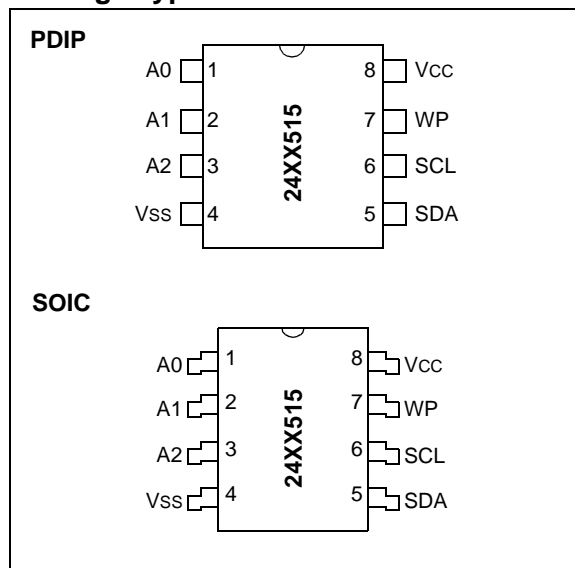 PDIP
A0 1 8 VCC
A1 2 7 WP
A2 3 6 SCL
VSS 4 5 SDA
24XX515
SOIC
A0 1 8 VCC
A1 2 7 WP
A2 3 6 SCL
VSS 4 5 SDA
24XX515